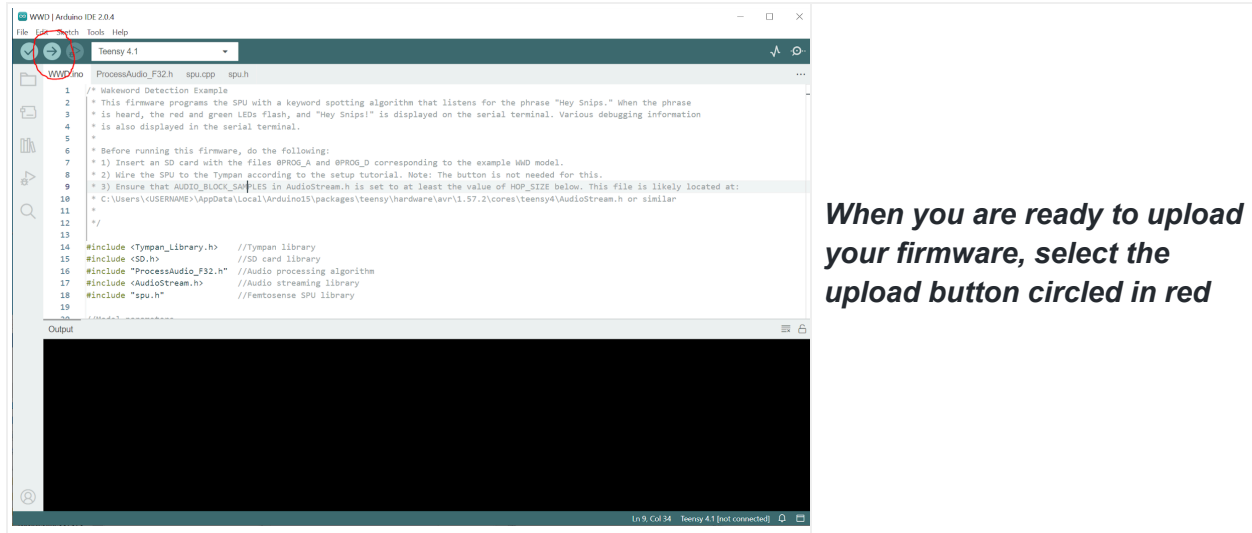 WWD | Arduino IDE 2.0.4
File Edit Sketch Tools Help
Teensy 4.1
WWD.ino ProcessAudio_F32.h spu.cpp spu.h
1 /* Wakeword Detection Example
2 * This firmware programs the SPU with a keyword spotting algorithm that listens for the phrase "Hey Snips." When the phrase
3 * is heard, the red and green LEDs flash, and "Hey Snips!" is displayed on the serial terminal. Various debugging information
4 * is also displayed in the serial terminal.
5 *
6 * Before running this firmware, do the following:
7 * 1) Insert an SD card with the files 0PROG_A and 0PROG_D corresponding to the example WWD model.
8 * 2) Wire the SPU to the Tympan according to the setup tutorial. Note: The button is not needed for this.
9 * 3) Ensure that AUDIO_BLOCK_SAMPLES in AudioStream.h is set to at least the value of HOP_SIZE below. This file is likely located at:
10 * C:\Users\<USERNAME>\AppData\Local\Arduino15\packages\teensy\hardware\avr\1.57.2\cores\teensy4\AudioStream.h or similar
11 *
12 */
13
14 #include <Tympan_Library.h> //Tympan library
15 #include <SD.h> //SD card library
16 #include "ProcessAudio_F32.h" //Audio processing algorithm
17 #include <AudioStream.h> //Audio streaming library
18 #include "spu.h" //Femtosense SPU library
19
20 //Model parameters
Output
Ln 9, Col 34 Teensy 4.1 [not connected]
When you are ready to upload
your firmware, select the
upload button circled in red